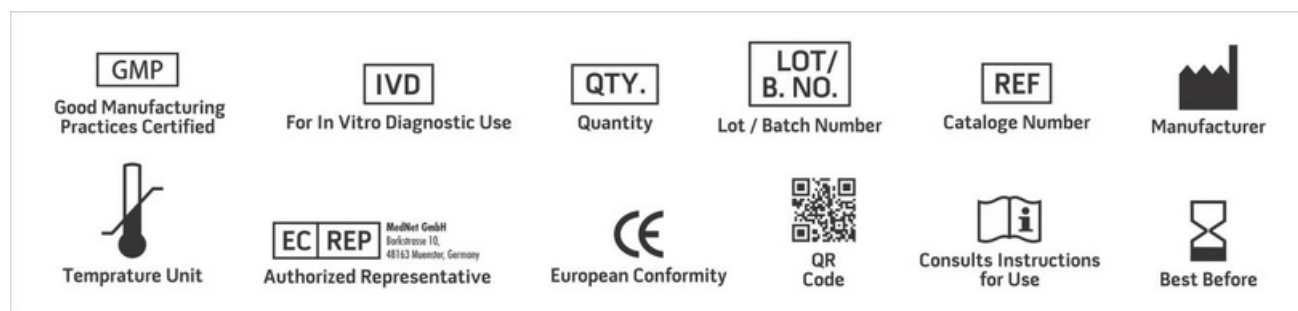 GMP
Good Manufacturing
Practices Certified
IVD
For In Vitro Diagnostic Use
QTY.
Quantity
LOT/
B. NO.
Lot / Batch Number
REF
Cataloge Number
Manufacturer
Temprature Unit
EC REP
MedNet GmbH
Borkstrasse 10,
48163 Muenster, Germany
Authorized Representative
CE
European Conformity
QR
Code
i
Consults Instructions
for Use
Best Before